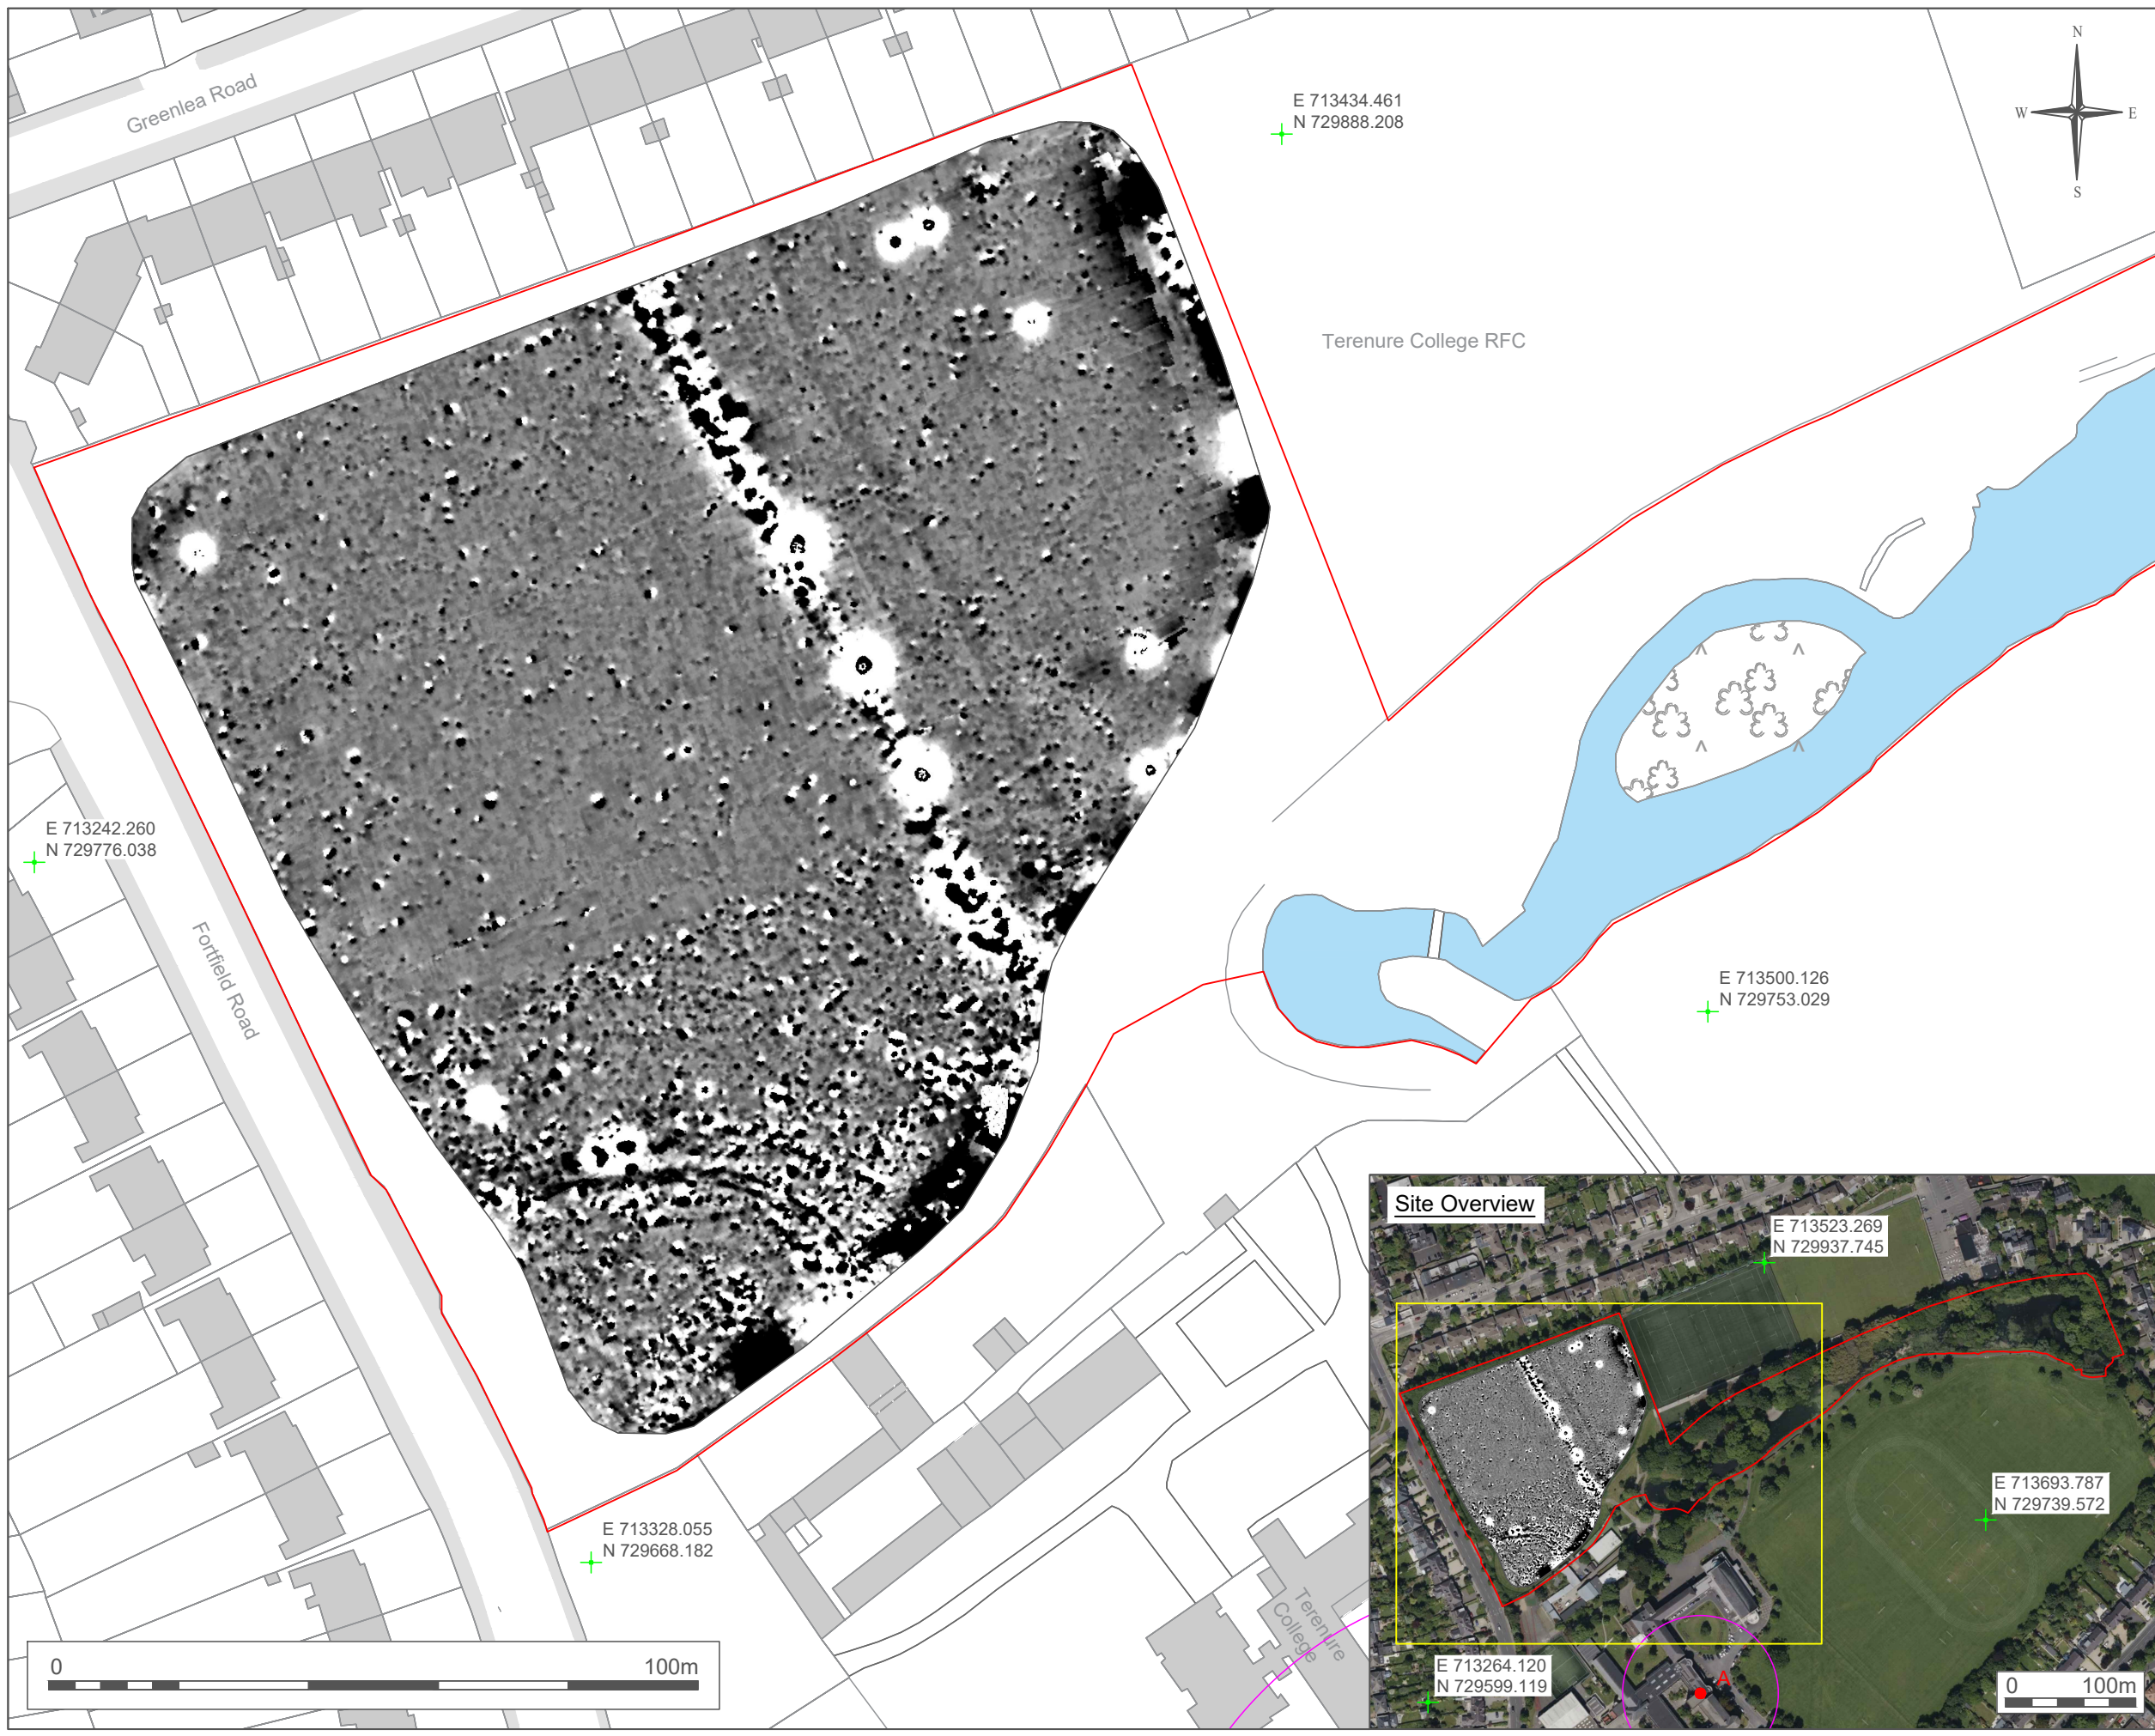 Greenlea Road
E 713434.461
N 729888.208
N
W
E
S
Terenure College RFC
E 713242.260
N 729776.038
Fortfield Road
E 713500.126
N 729753.029
E 713328.055
N 729668.182
Terenure
College
0
100m
Site Overview
E 713523.269
N 729937.745
E 713693.787
N 729739.572
E 713264.120
N 729599.119
A
0
100m